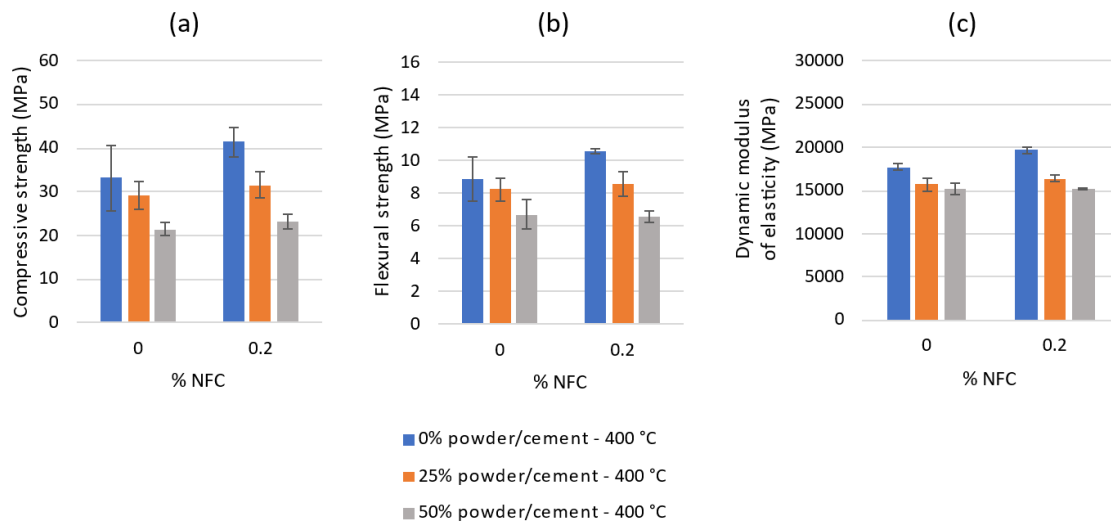 (a)
Compressive strength (MPa)
60
50
40
30
20
10
0
0
0.2
% NFC
(b)
Flexural strength (MPa)
16
14
12
10
8
6
4
2
0
0
0.2
% NFC
(c)
Dynamic modulus
of elasticity (MPa)
30000
25000
20000
15000
10000
5000
0
0
0.2
% NFC
0% powder/cement - 400 °C
25% powder/cement - 400 °C
50% powder/cement - 400 °C